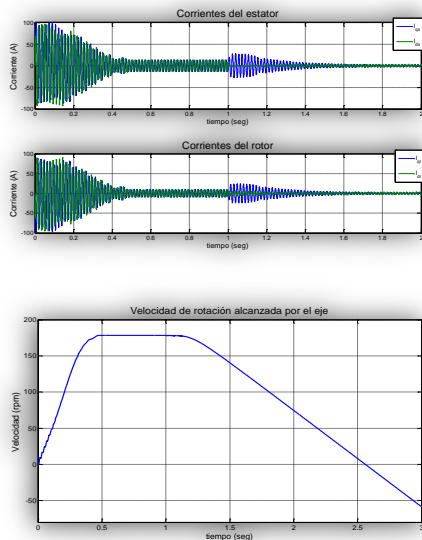 Corrientes del estator
Corriente (A)
100
50
0
-50
-100
0 0.2 0.4 0.6 0.8 1 1.2 1.4 1.6 1.8 2
tiempo (seg)
Corrientes del rotor
Corriente (A)
100
50
0
-50
-100
0 0.2 0.4 0.6 0.8 1 1.2 1.4 1.6 1.8 2
tiempo (seg)
Velocidad de rotación alcanzada por el eje
Velocidad (rpm)
200
150
100
50
0
-50
0 0.5 1 1.5 2 2.5 3
tiempo (seg)